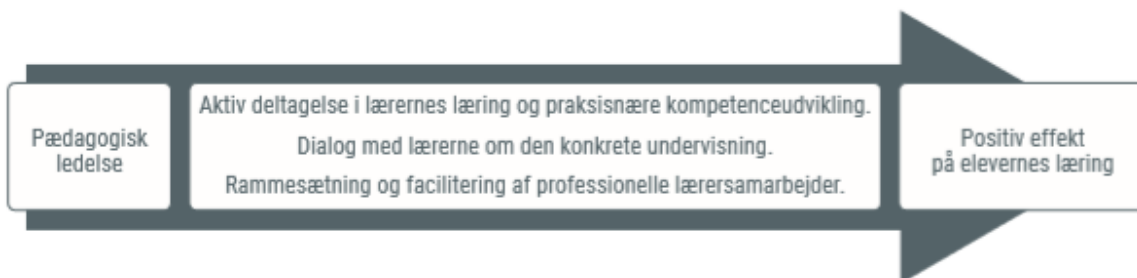 Pædagogisk
ledelse
Aktiv deltagelse i lærernes læring og praksisnære kompetenceudvikling.
Dialog med lærerne om den konkrete undervisning.
Rammesætning og facilitering af professionelle lærersamarbejder.
Positiv effekt
på elevernes læring